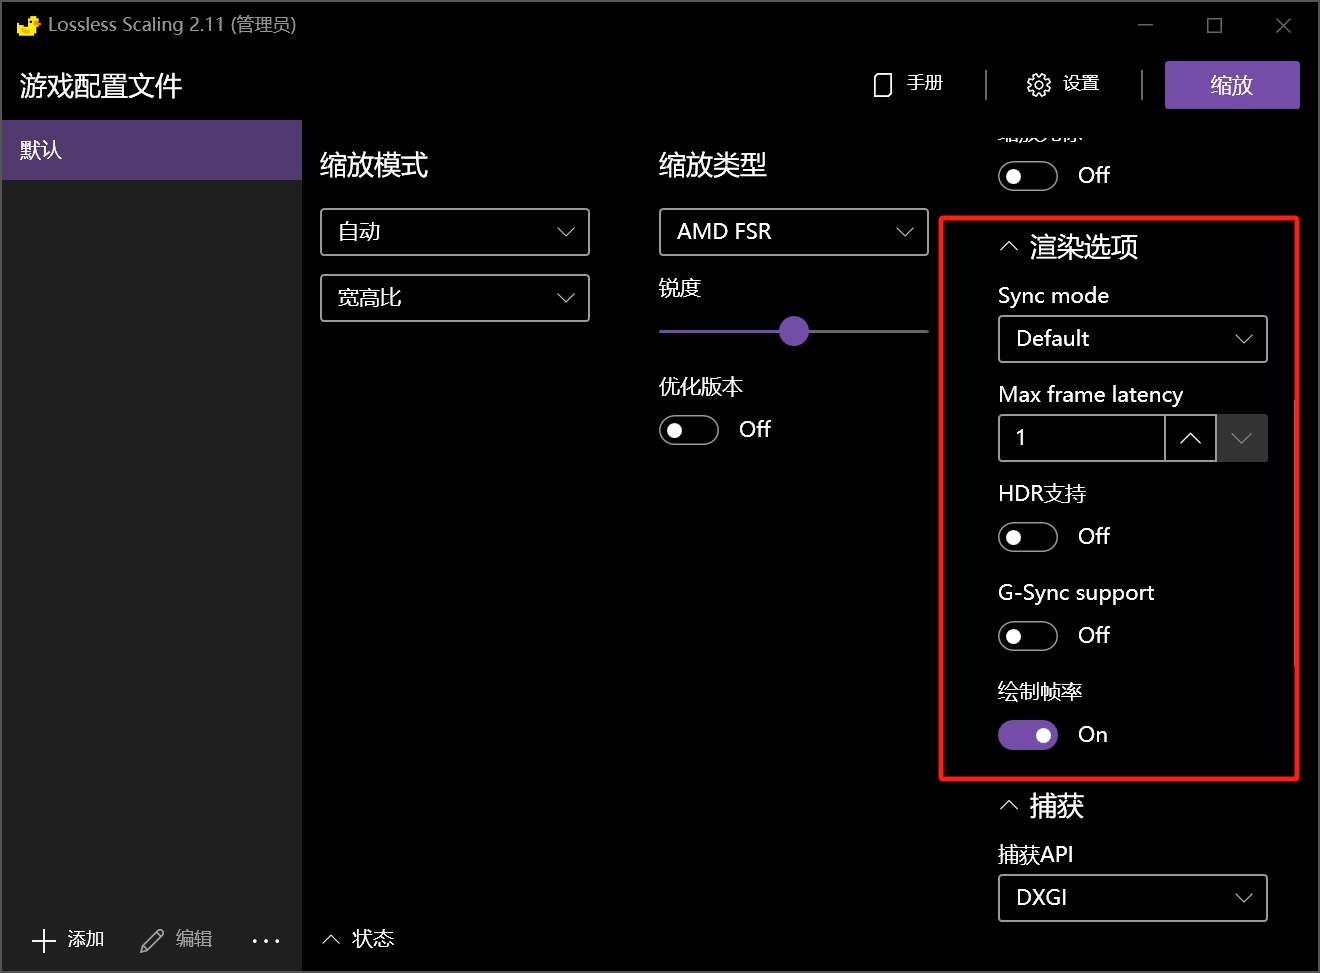 Lossless Scaling 2.11 (管理员)
游戏配置文件
手册
设置
缩放
默认
缩放模式
自动
宽高比
缩放类型
AMD FSR
锐度
优化版本
Off
Off
渲染选项
Sync mode
Default
Max frame latency
1
HDR支持
Off
G-Sync support
Off
绘制帧率
On
捕获
捕获API
DXGI
添加
编辑
状态